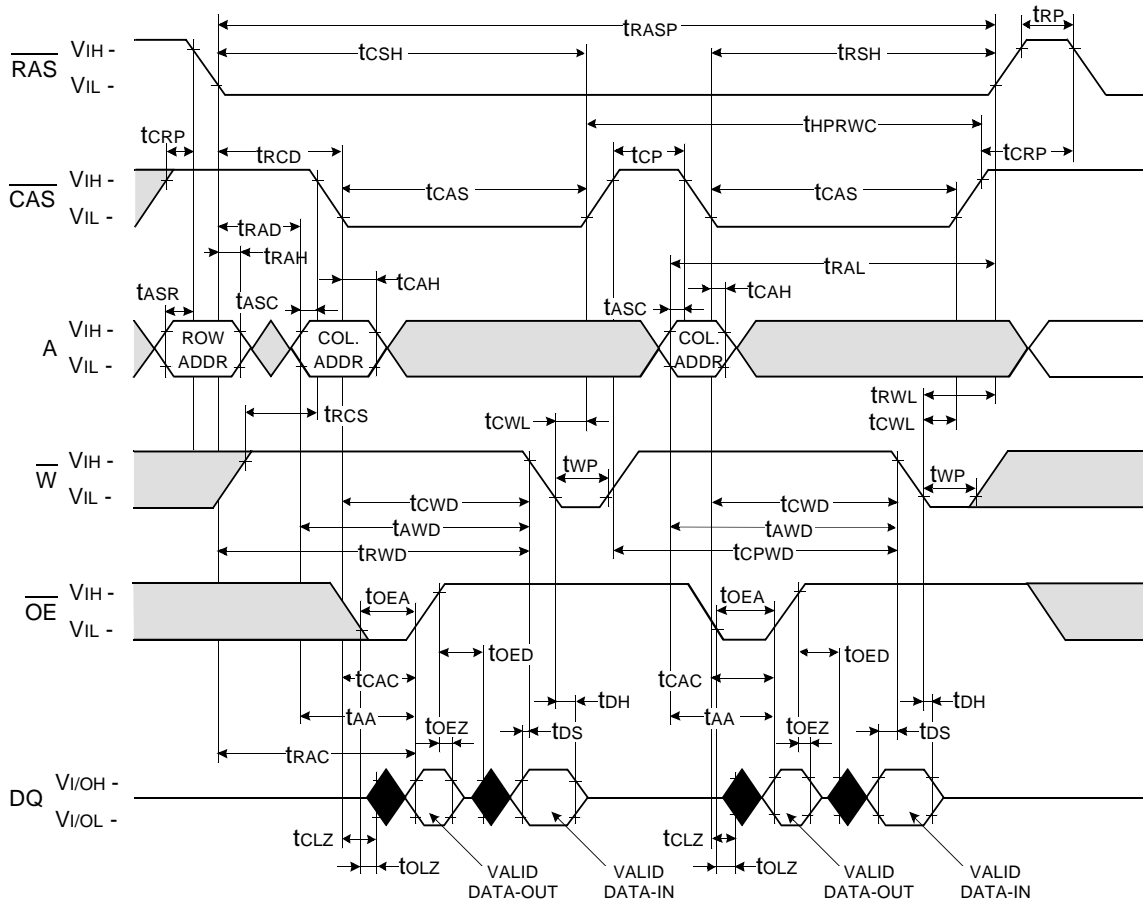 tRASP
tRP
tCSH
tRSH
RAS
VIH -
VIL -
tHPRWC
tCRP
tRCD
tCP
tCRP
CAS
VIH -
VIL -
tCAS
tCAS
tRAD
tRAH
tRAL
tASR
tASC
tCAH
tASC
tCAH
A
VIH -
VIL -
ROW
ADDR
COL.
ADDR
COL.
ADDR
tRWL
tRCS
tCWL
tCWL
W
VIH -
VIL -
tWP
tWP
tCWD
tCWD
tAWD
tAWD
tRWD
tCPWD
OE
VIH -
VIL -
tOEA
tOEA
tOED
tOED
tCAC
tCAC
tDH
tDH
tAA
tOEZ
tDS
tAA
tOEZ
tDS
tRAC
DQ
VI/OH -
VI/OL -
tCLZ
tCLZ
tOLZ
tOLZ
VALID
DATA-OUT
VALID
DATA-IN
VALID
DATA-OUT
VALID
DATA-IN